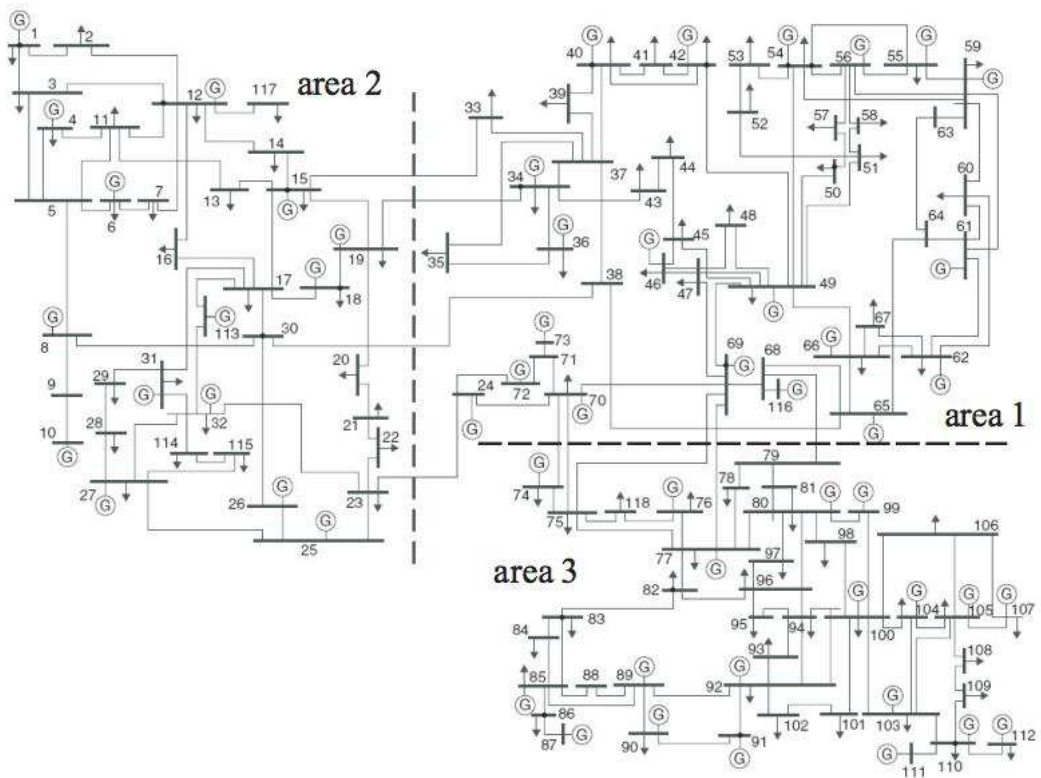 G G G G G G
1 2 40 41 42 53 54 56 55 59
area 2
3 12 G 117 39 G
G 4 11 33 52 57 58 63
14 37 44 51
G 15 34 G 50 60
5 6 7 13 G 43 48 64 61
G 36 45
16 G 19 35 G 46 47 49 G
17 G 18 38 G
113 G 30 67
G 8 31 20 G 73 69 G 68 66 G 62
29 G 71 G
9 G 32 24 G 72 70 116 G 65
28 21 G G G area 1
10 G 114 115 22
79
G 74 78 81
27 G 26 G 23 75 118 G 76 80 G 99
25 G 98 106
77 G 97
area 3
82 96 G G G G
83 95 94 100 104 105 107
84 93 108
85 88 89 G 92 G 109
G 86 G 102 101 G 103 G G
87 G 90 91 G 112
G 111 110